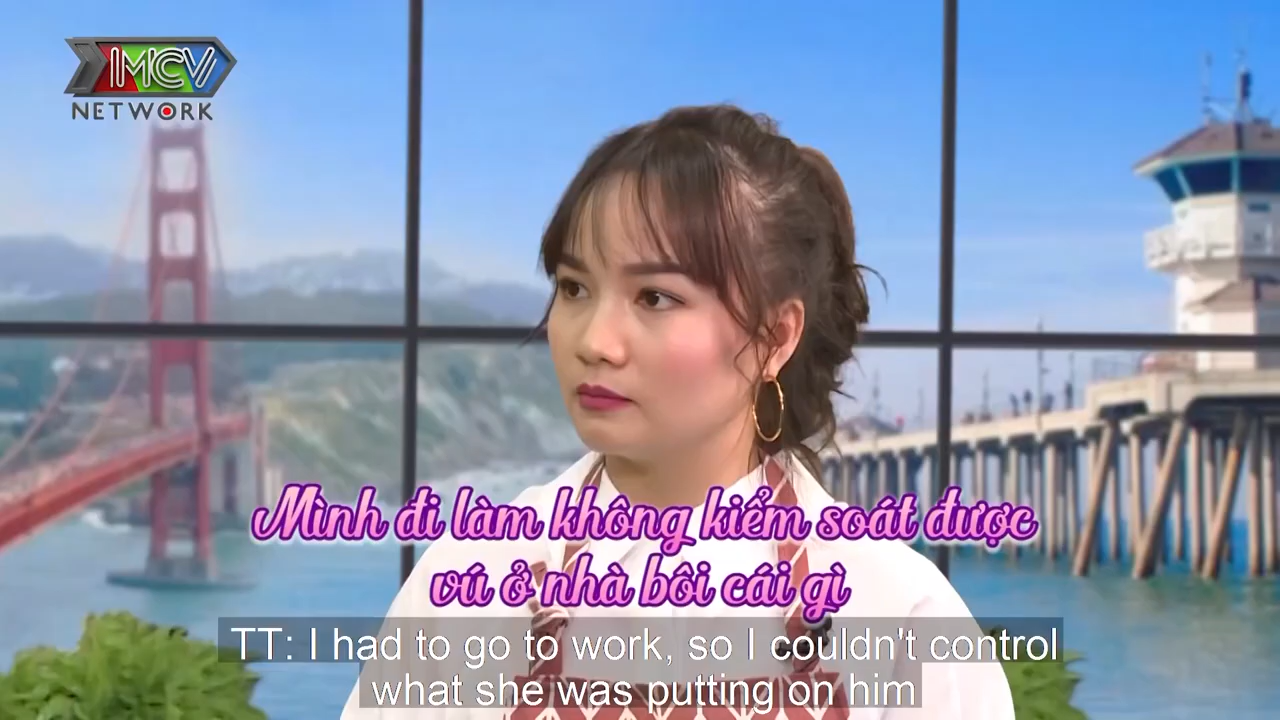 MCV
NETWORK
Mình đi làm không kiểm soát được
vú ở nhà bôi cái gì
TT: I had to go to work, so I couldn't control
what she was putting on him